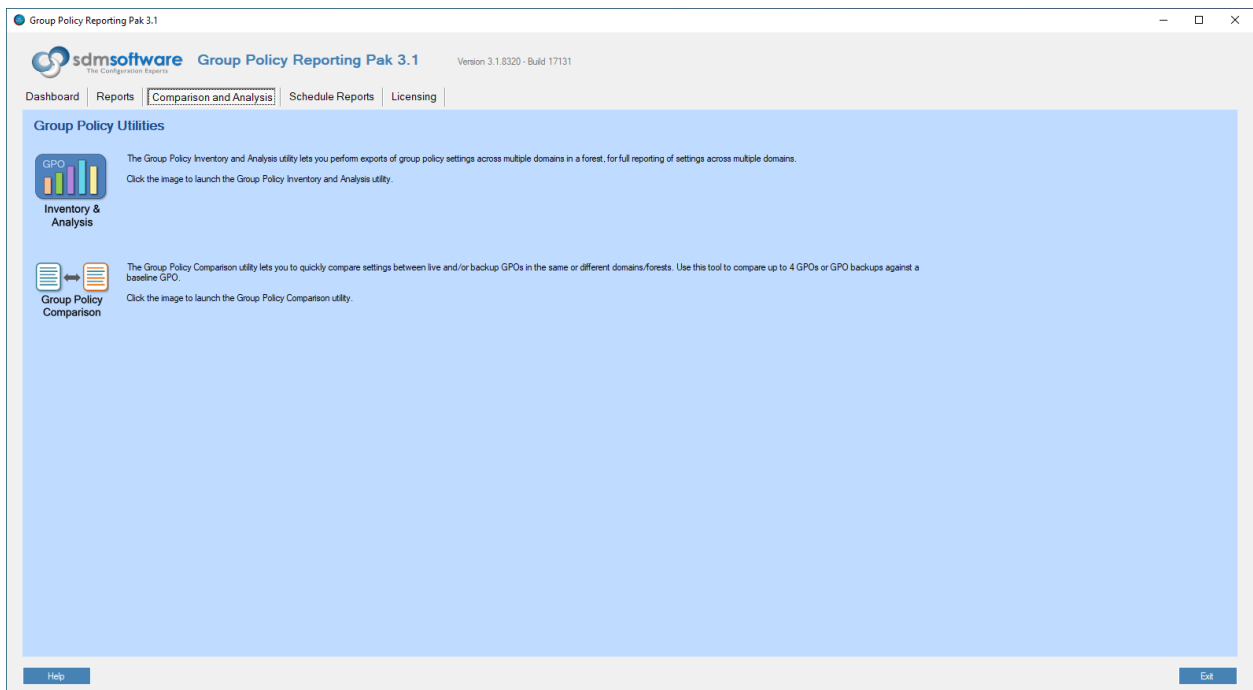 Group Policy Reporting Pak 3.1
sdmsoftware
The Configuration Experts
Group Policy Reporting Pak 3.1
Version 3.1.8320 - Build 17131
Dashboard
Reports
Comparison and Analysis
Schedule Reports
Licensing
Group Policy Utilities
GPO
Inventory &
Analysis
The Group Policy Inventory and Analysis utility lets you perform exports of group policy settings across multiple domains in a forest, for full reporting of settings across multiple domains.
Click the image to launch the Group Policy Inventory and Analysis utility.
Group Policy
Comparison
The Group Policy Comparison utility lets you to quickly compare settings between live and/or backup GPOs in the same or different domains/forests. Use this tool to compare up to 4 GPOs or GPO backups against a
baseline GPO.
Click the image to launch the Group Policy Comparison utility.
Help
Exit